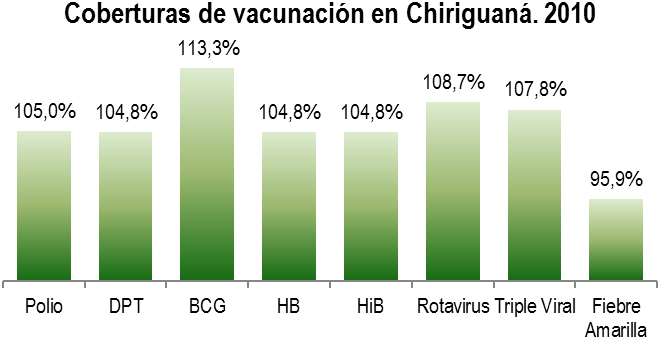 Coberturas de vacunación en Chiriguaná. 2010
113,3%
105,0%
104,8%
104,8%
104,8%
108,7%
107,8%
95,9%
Polio
DPT
BCG
HB
HiB
Rotavirus
Triple Viral
Fiebre
Amarilla